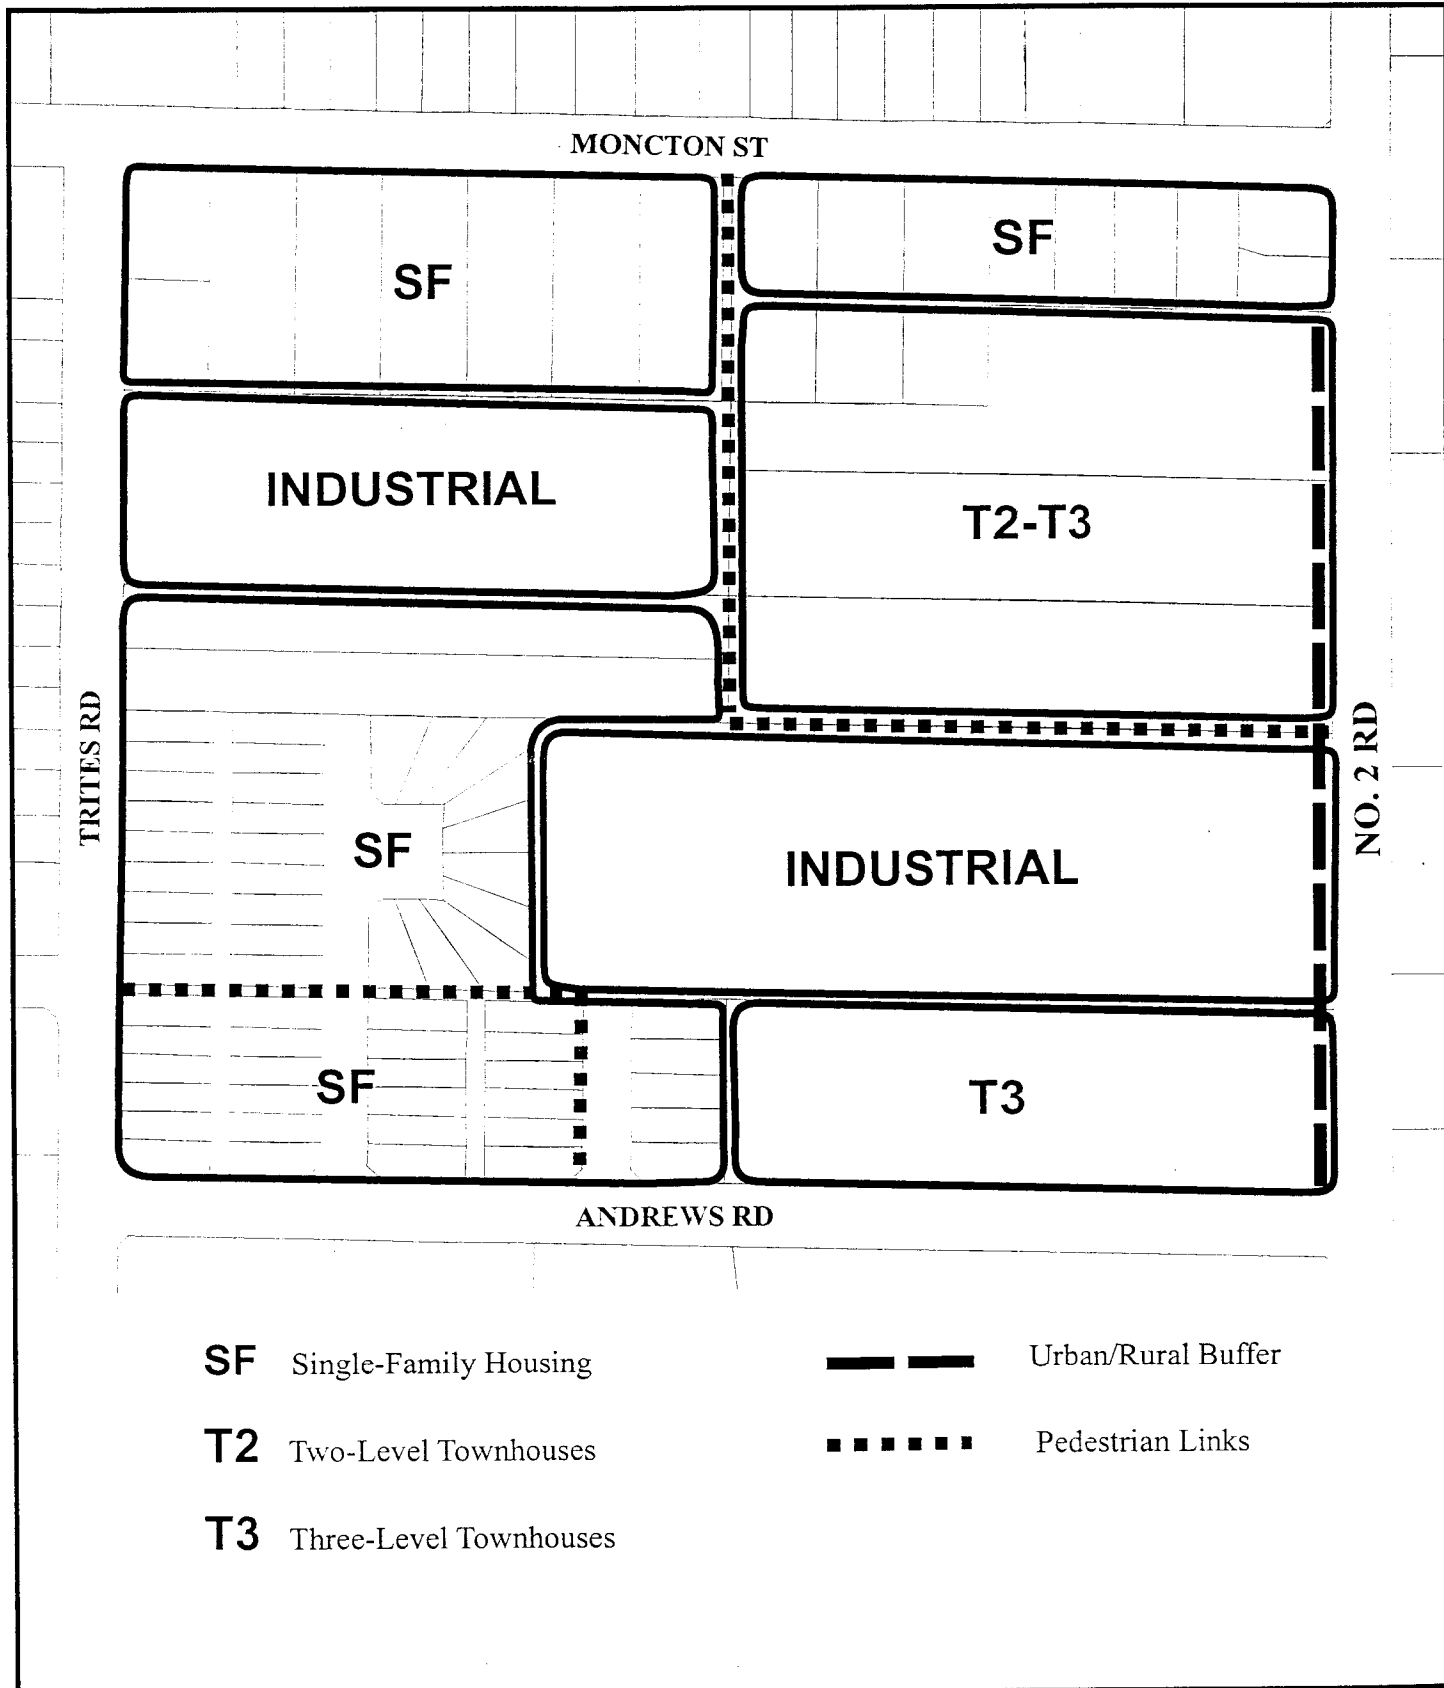 MONCTON ST
SF
SF
INDUSTRIAL
T2-T3
TRITES RD
NO. 2 RD
SF
INDUSTRIAL
SF
T3
ANDREWS RD
SF Single-Family Housing
Urban/Rural Buffer
T2 Two-Level Townhouses
Pedestrian Links
T3 Three-Level Townhouses